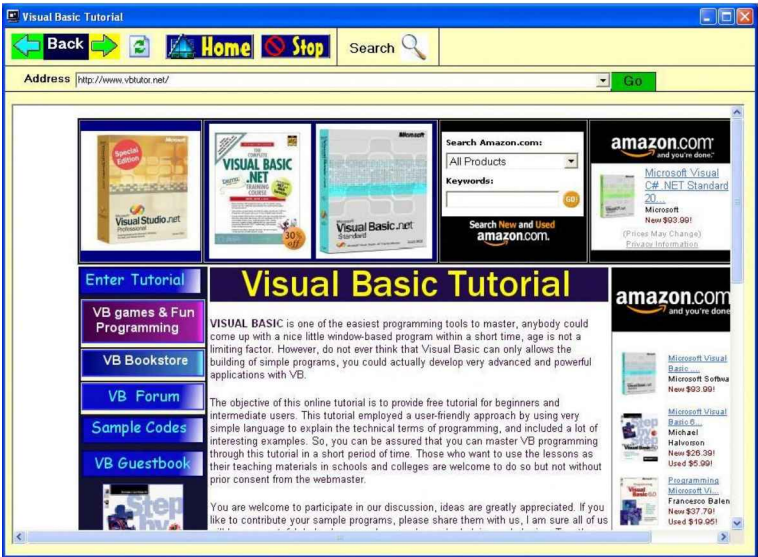 Visual Basic Tutorial
Back Home Stop Search
Address http://www.vbtutor.net/ Go
Special Edition
Microsoft
Visual Studio.net
Professional
THE COMPLETE
VISUAL BASIC .NET
TRAINING COURSE
30% off
Microsoft
Visual Basic.net
Standard
Search Amazon.com:
All Products
Keywords:
GO!
Search New and Used
amazon.com.
amazon.com
and you're done.
Microsoft Visual
C# .NET Standard
20...
Microsoft
New $93.99!
(Prices May Change)
Privacy Information
Enter Tutorial
VB games & Fun
Programming
VB Bookstore
VB Forum
Sample Codes
VB Guestbook
Step by
Visual Basic Tutorial
VISUAL BASIC is one of the easiest programming tools to master, anybody could
come up with a nice little window-based program within a short time, age is not a
limiting factor. However, do not ever think that Visual Basic can only allows the
building of simple programs, you could actually develop very advanced and powerful
applications with VB.
The objective of this online tutorial is to provide free tutorial for beginners and
intermediate users. This tutorial employed a user-friendly approach by using very
simple language to explain the technical terms of programming, and included a lot of
interesting examples. So, you can be assured that you can master VB programming
through this tutorial in a short period of time. Those who want to use the lessons as
their teaching materials in schools and colleges are welcome to do so but not without
prior consent from the webmaster.
You are welcome to participate in our discussion, ideas are greatly appreciated. If you
like to contribute your sample programs, please share them with us, I am sure all of us
amazon.com
and you're done
Microsoft Visual
Basic ....
Microsoft Softwa
New $93.99!
Microsoft Visual
Basic 6...
Michael
Halvorson
New $26.39!
Used $5.99!
Programming
Microsoft Vi...
Francesco Balen
New $37.79!
Used $19.95!